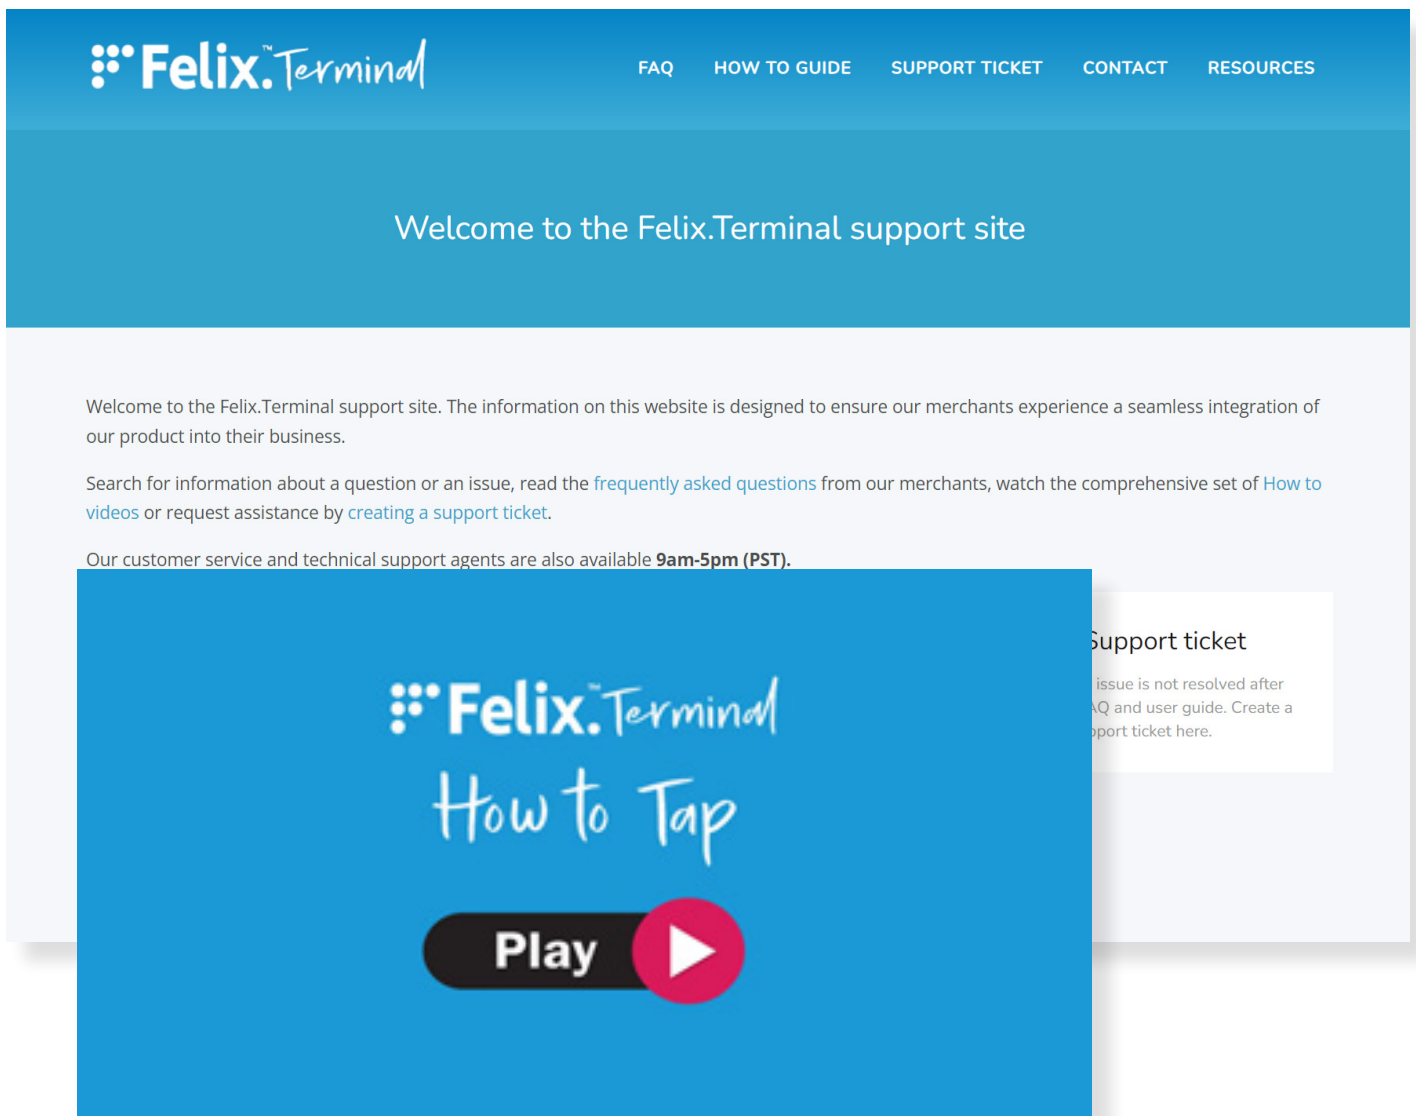 Felix.™Terminal
FAQ HOW TO GUIDE SUPPORT TICKET CONTACT RESOURCES
Welcome to the Felix.Terminal support site
Welcome to the Felix.Terminal support site. The information on this website is designed to ensure our merchants experience a seamless integration of
our product into their business.
Search for information about a question or an issue, read the frequently asked questions from our merchants, watch the comprehensive set of How to
videos or request assistance by creating a support ticket.
Our customer service and technical support agents are also available 9am-5pm (PST).
Support ticket
issue is not resolved after
and user guide. Create a
ticket here.
Felix.™Terminal
How to Tap
Play